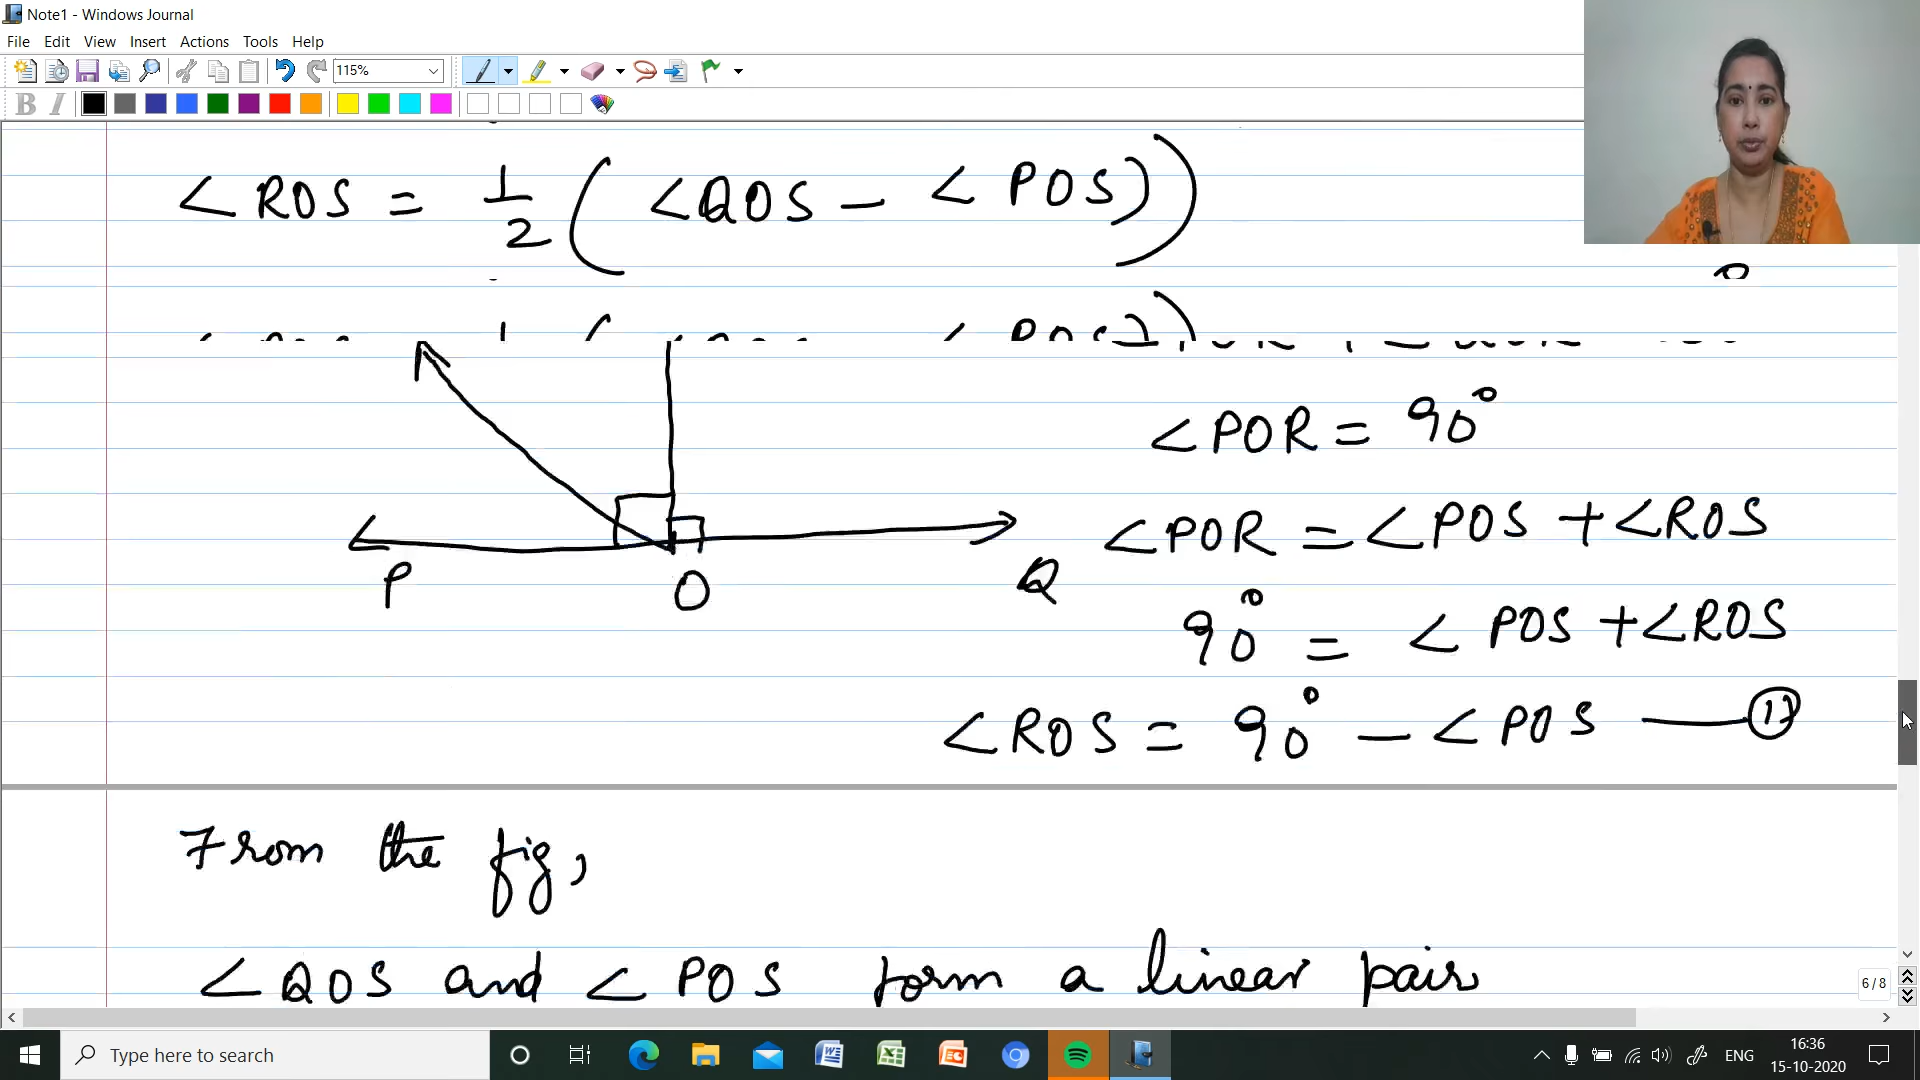 Note1 - Windows Journal
File Edit View Insert Actions Tools Help
115%
B I
∠ROS = 1/2 (∠QOS - ∠POS)
∠POR = 90°
∠POR = ∠POS + ∠ROS
90° = ∠POS + ∠ROS
∠ROS = 90° - ∠POS —
P O Q
From the fig,
∠QOS and ∠POS form a linear pair
6 / 8
Type here to search
ENG
16:36
15-10-2020